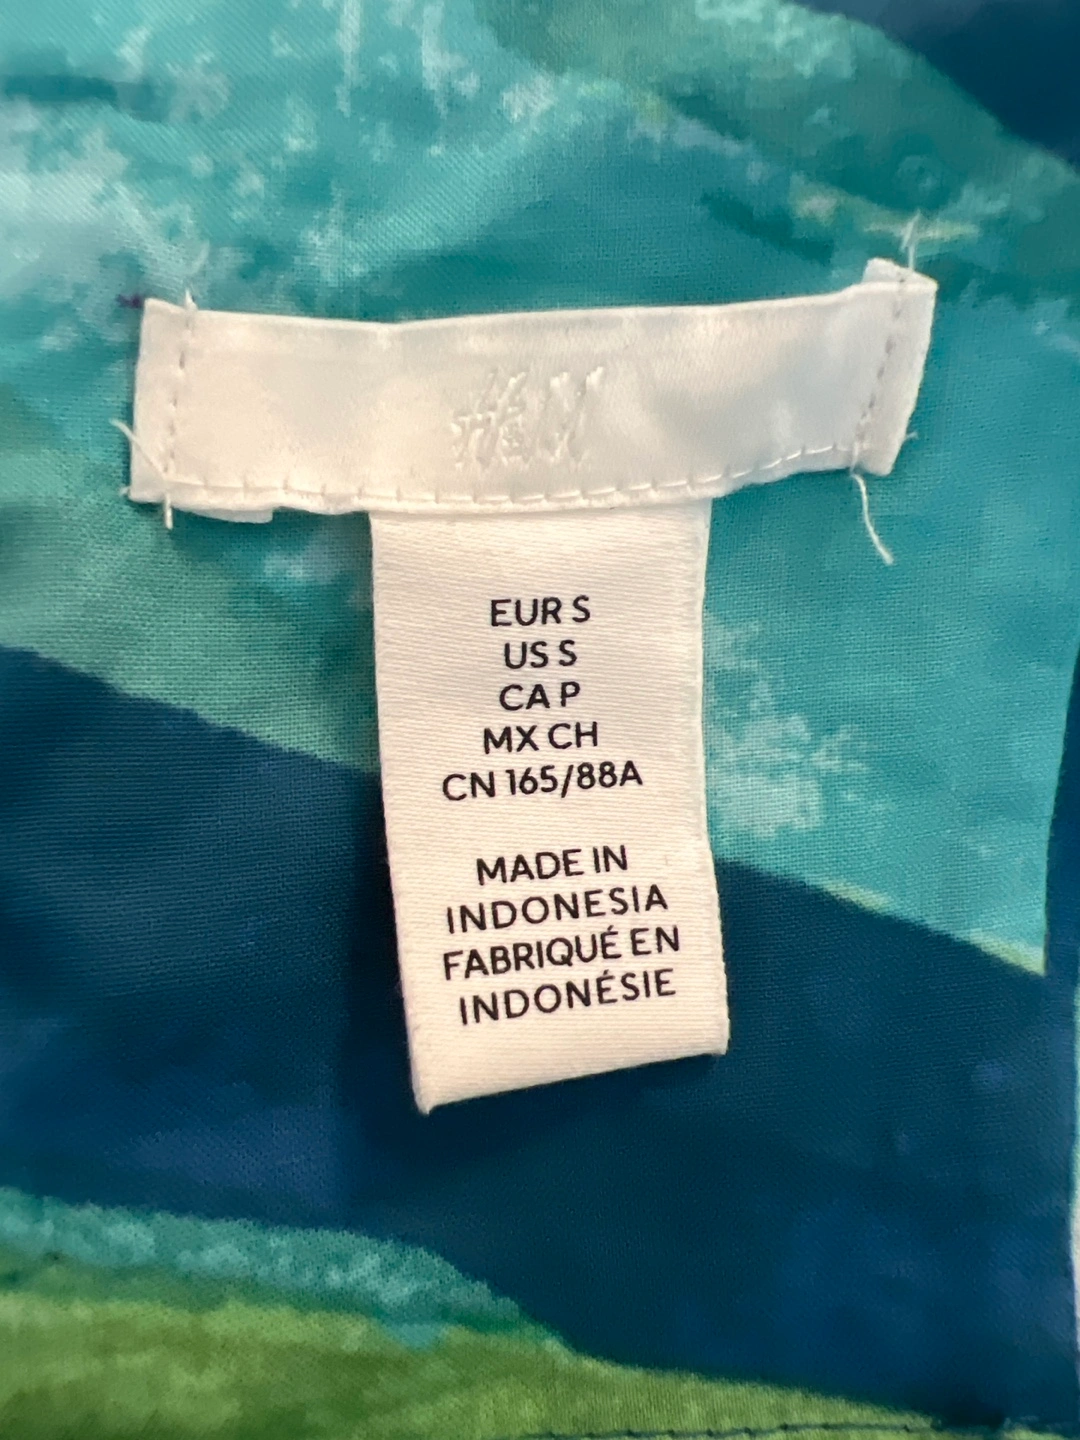 H&M
EUR S
US S
CA P
MX CH
CN 165/88A
MADE IN
INDONESIA
FABRIQUÉ EN
INDONÉSIE